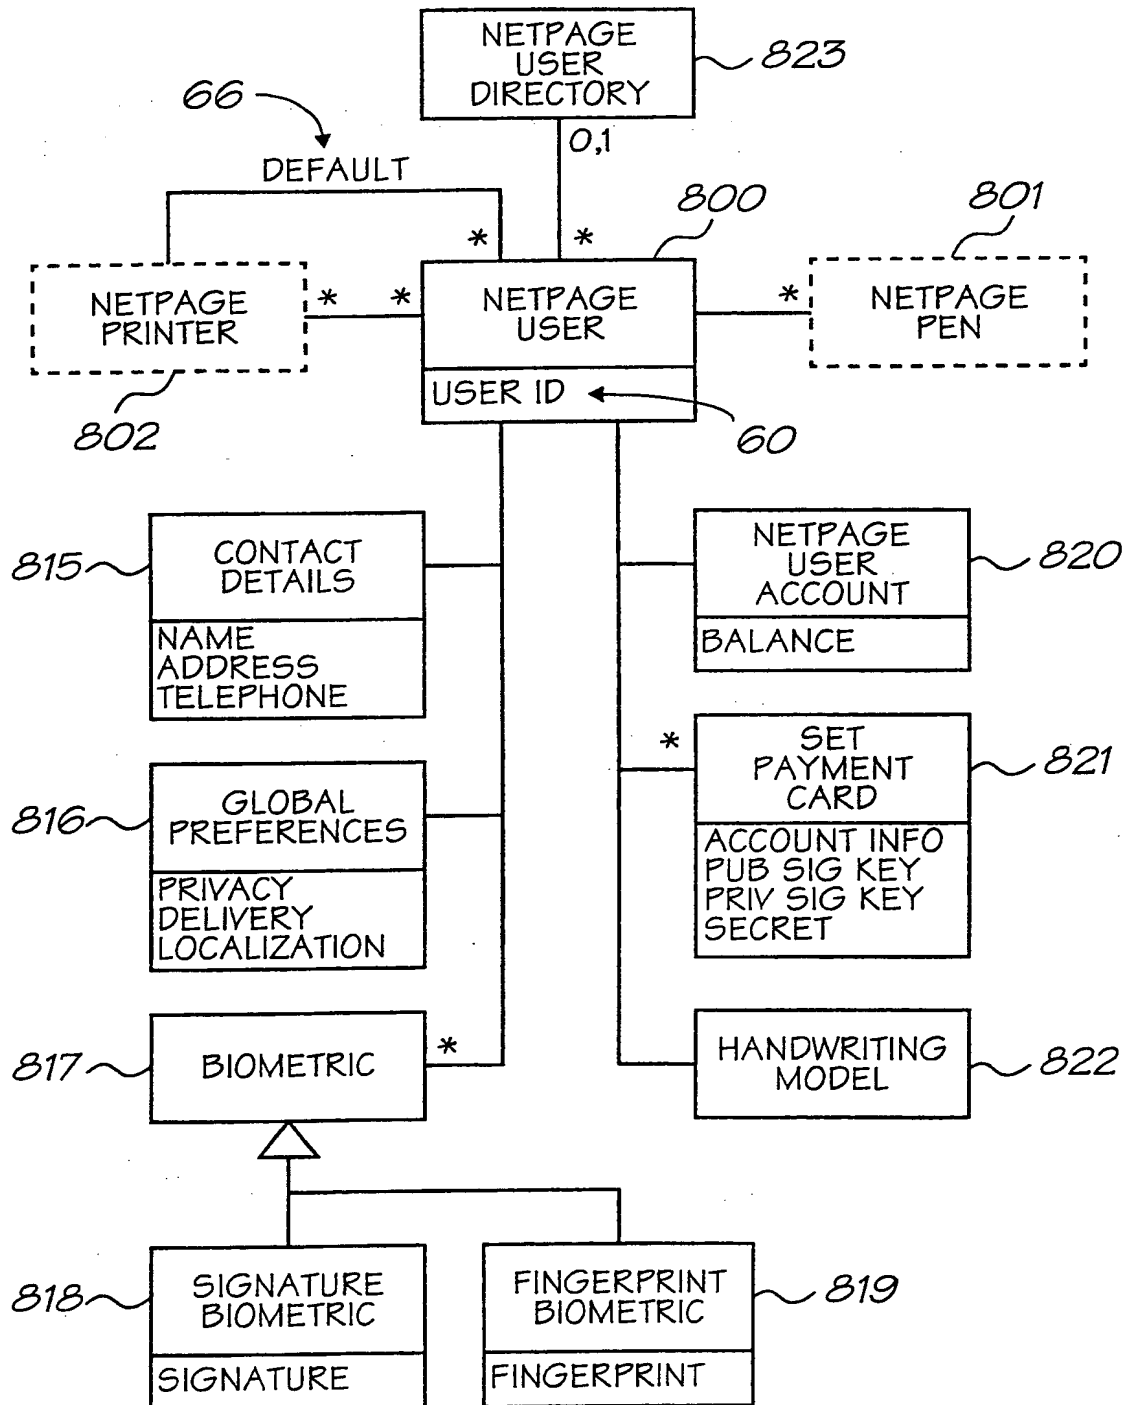 NETPAGE
USER
DIRECTORY
823
66
0,1
DEFAULT
800
801
*
*
NETPAGE
PRINTER
*
*
NETPAGE
USER
*
NETPAGE
PEN
USER ID
802
60
815
CONTACT
DETAILS
NAME
ADDRESS
TELEPHONE
NETPAGE
USER
ACCOUNT
820
BALANCE
816
GLOBAL
PREFERENCES
PRIVACY
DELIVERY
LOCALIZATION
*
SET
PAYMENT
CARD
821
ACCOUNT INFO
PUB SIG KEY
PRIV SIG KEY
SECRET
817
BIOMETRIC
*
HANDWRITING
MODEL
822
818
SIGNATURE
BIOMETRIC
SIGNATURE
FINGERPRINT
BIOMETRIC
819
FINGERPRINT